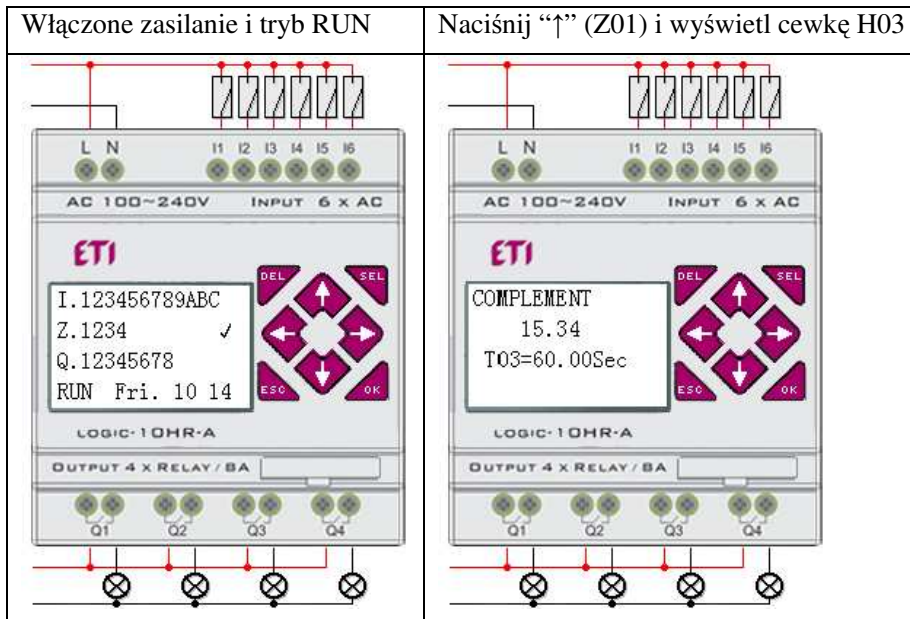 Włączone zasilanie i tryb RUN
Naciśnij “↑” (Z01) i wyświetl cewkę H03
L N I1 I2 I3 I4 I5 I6
AC 100~240V INPUT 6 x AC
ETI
DEL SEL
I.123456789ABC
Z.1234 ✓
Q.12345678
RUN Fri. 10 14
ESC OK
LOGIC-10HR-A
OUTPUT 4 x RELAY / 8A
Q1 Q2 Q3 Q4
L N I1 I2 I3 I4 I5 I6
AC 100~240V INPUT 6 x AC
ETI
DEL SEL
COMPLEMENT
15.34
T03=60.00Sec
ESC OK
LOGIC-10HR-A
OUTPUT 4 x RELAY / 8A
Q1 Q2 Q3 Q4